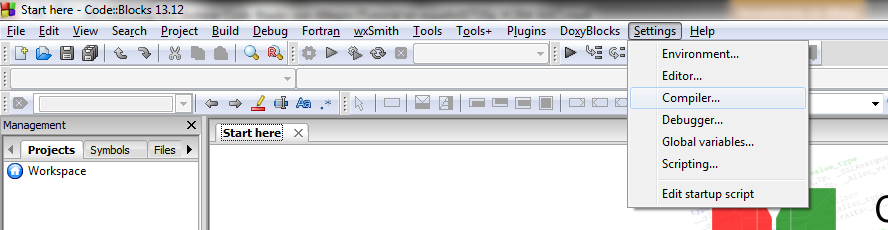 Start here - Code::Blocks 13.12
File Edit View Search Project Build Debug Fortran wxSmith Tools Tools+ Plugins DoxyBlocks Settings Help
Environment...
Editor...
Compiler...
Debugger...
Global variables...
Scripting...
Edit startup script
Management
Start here
Projects Symbols Files
Workspace